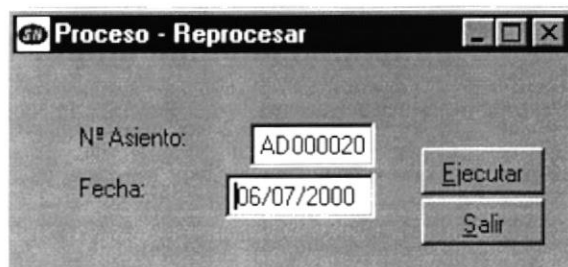 Proceso - Reprocesar
Nº Asiento: AD000020
Fecha: 06/07/2000
Ejecutar
Salir